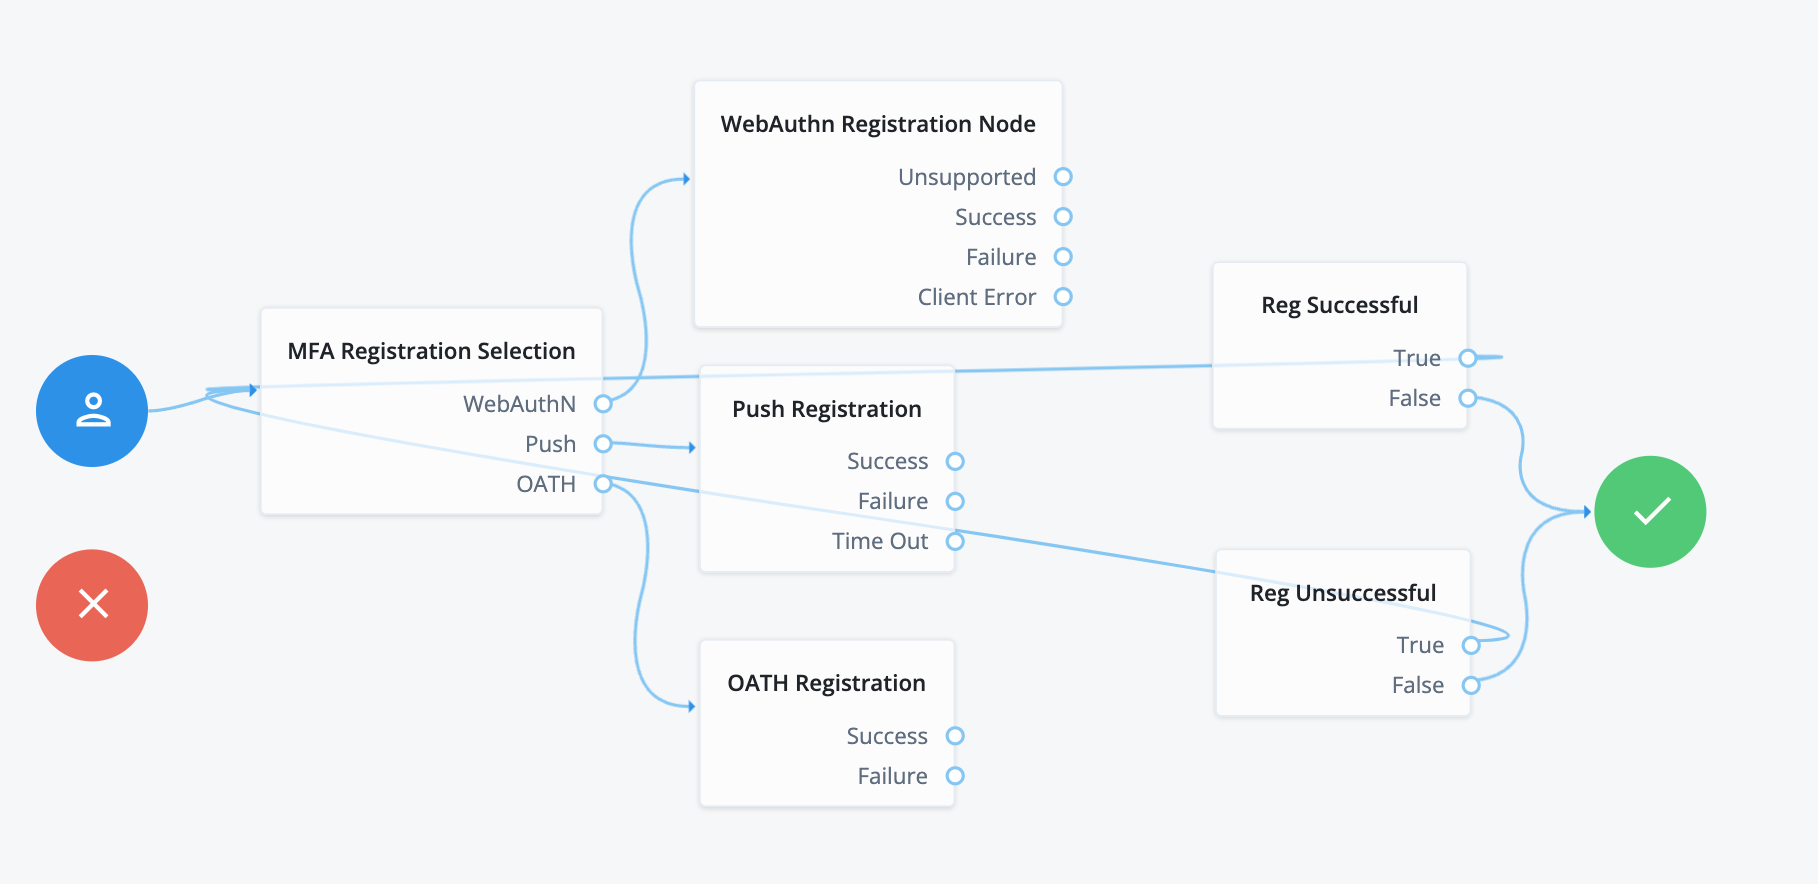 WebAuthn Registration Node
Unsupported
Success
Failure
Client Error
MFA Registration Selection
WebAuthN
Push
OATH
Push Registration
Success
Failure
Time Out
OATH Registration
Success
Failure
Reg Successful
True
False
Reg Unsuccessful
True
False